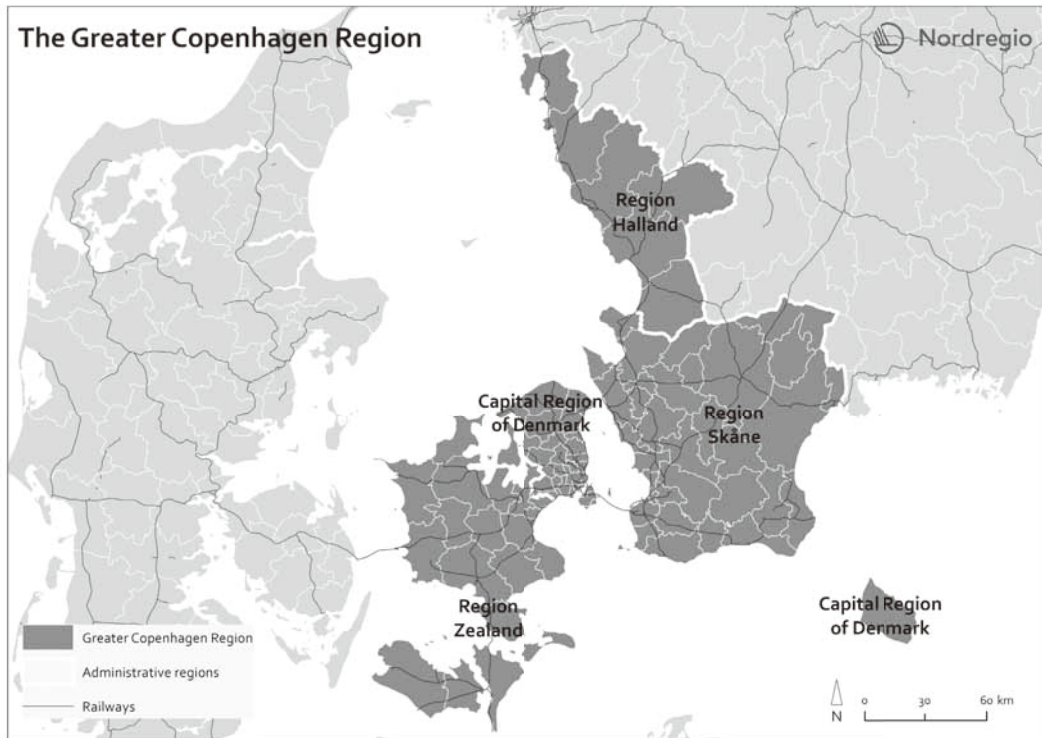 The Greater Copenhagen Region
Nordregio
Region
Halland
Capital Region
of Denmark
Region
Skåne
Region
Zealand
Capital Region
of Denmark
Greater Copenhagen Region
Administrative regions
Railways
N
0 30 60 km